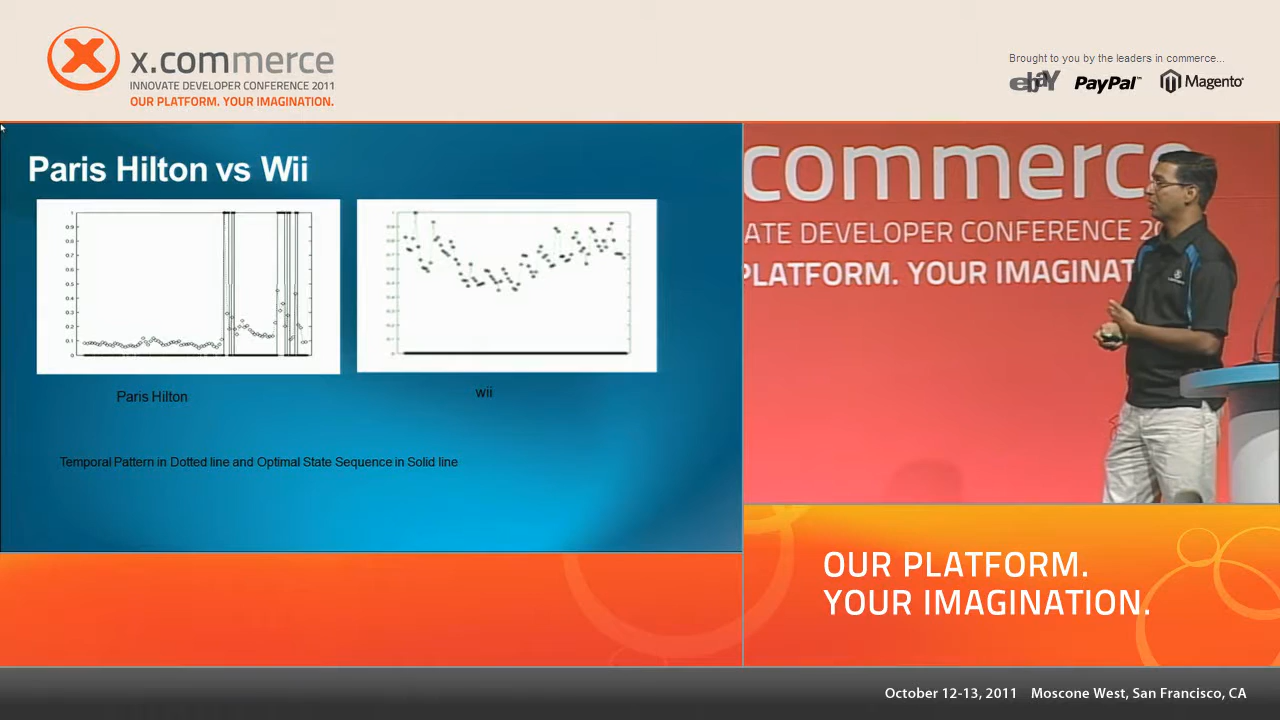 x.commerce
INNOVATE DEVELOPER CONFERENCE 2011
OUR PLATFORM. YOUR IMAGINATION.
Brought to you by the leaders in commerce...
ebaY
PayPal™
Magento®
Paris Hilton vs Wii
Paris Hilton
wii
Temporal Pattern in Dotted line and Optimal State Sequence in Solid line
commerce
ATE DEVELOPER CONFERENCE 20
PLATFORM. YOUR IMAGINAT
OUR PLATFORM.
YOUR IMAGINATION.
October 12-13, 2011 Moscone West, San Francisco, CA